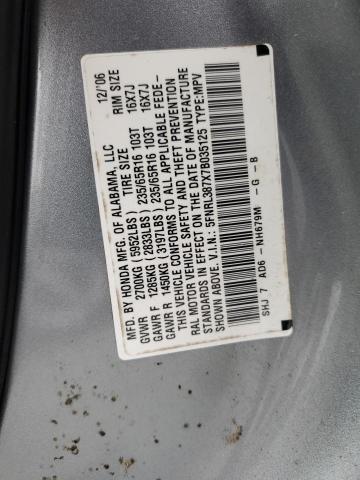 MFD. BY HONDA MFG. OF ALABAMA, LLC 12/'06
TIRE SIZE RIM SIZE
GVWR 2700KG (5952LBS)
GAWR F 1285KG (2833LBS) 235/65R16 103T 16X7J
GAWR R 1450KG (3197LBS) 235/65R16 103T 16X7J
THIS VEHICLE CONFORMS TO ALL APPLICABLE FEDE-
RAL MOTOR VEHICLE SAFETY AND THEFT PREVENTION
STANDARDS IN EFFECT ON THE DATE OF MANUFACTURE
SHOWN ABOVE. V.I.N. : 5FNRL387X7B035125 TYPE:MPV
SHJ 7 AD6 - NH679M -G -B